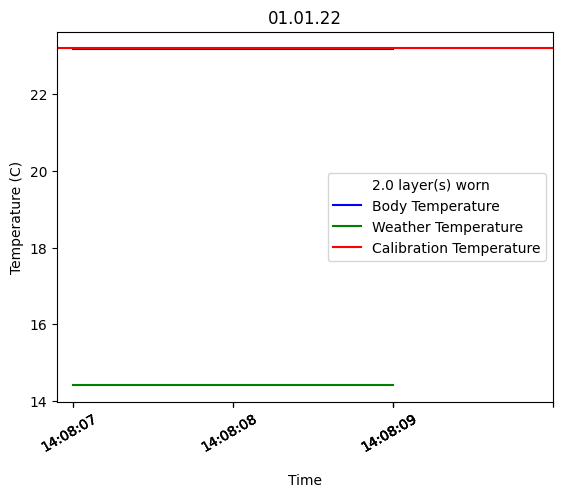 01.01.22
Temperature (C)
22
20
18
16
14
2.0 layer(s) worn
Body Temperature
Weather Temperature
Calibration Temperature
14:08:07
14:08:08
14:08:09
Time